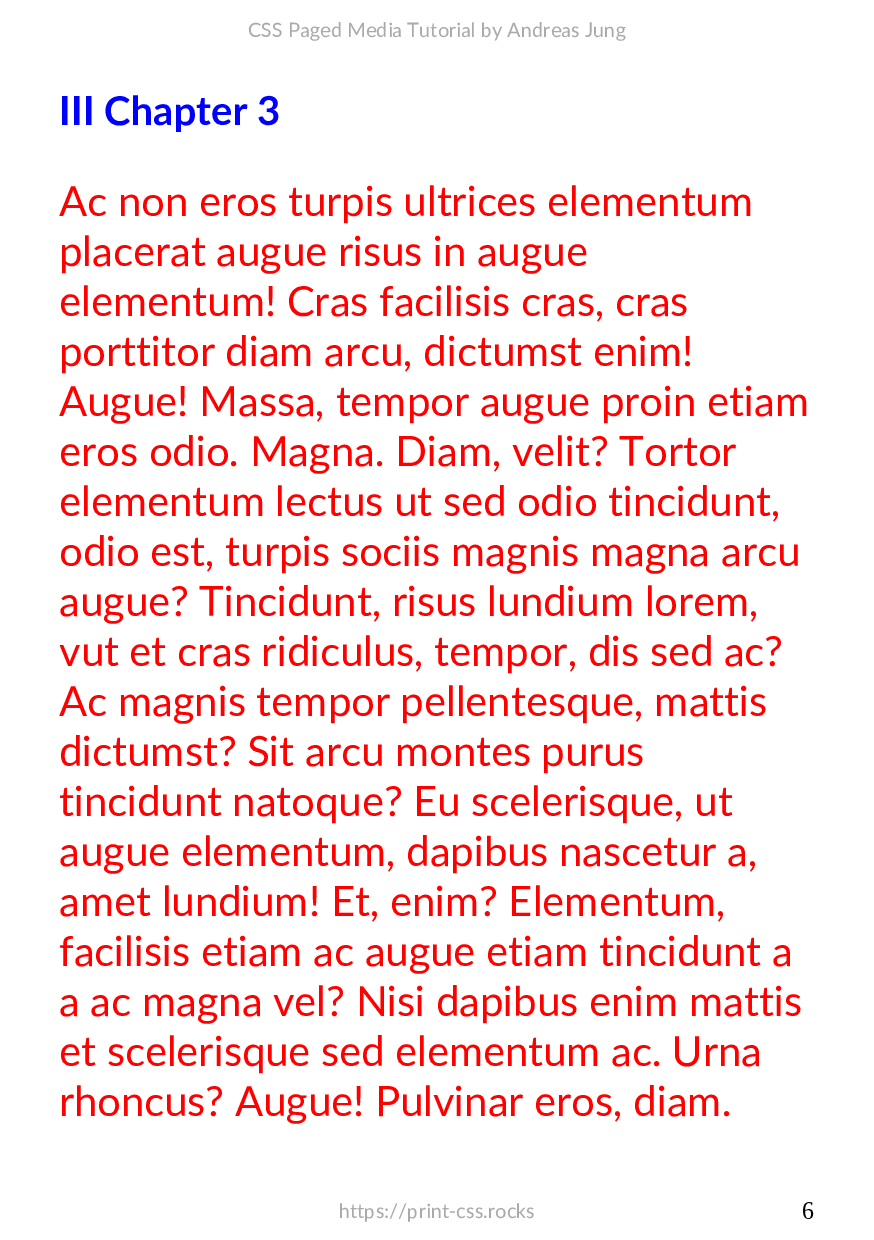 CSS Paged Media Tutorial by Andreas Jung
III Chapter 3
Ac non eros turpis ultrices elementum
placerat augue risus in augue
elementum! Cras facilisis cras, cras
porttitor diam arcu, dictumst enim!
Augue! Massa, tempor augue proin etiam
eros odio. Magna. Diam, velit? Tortor
elementum lectus ut sed odio tincidunt,
odio est, turpis sociis magnis magna arcu
augue? Tincidunt, risus lundium lorem,
vut et cras ridiculus, tempor, dis sed ac?
Ac magnis tempor pellentesque, mattis
dictumst? Sit arcu montes purus
tincidunt natoque? Eu scelerisque, ut
augue elementum, dapibus nascetur a,
amet lundium! Et, enim? Elementum,
facilisis etiam ac augue etiam tincidunt a
a ac magna vel? Nisi dapibus enim mattis
et scelerisque sed elementum ac. Urna
rhoncus? Augue! Pulvinar eros, diam.
https://print-css.rocks
6